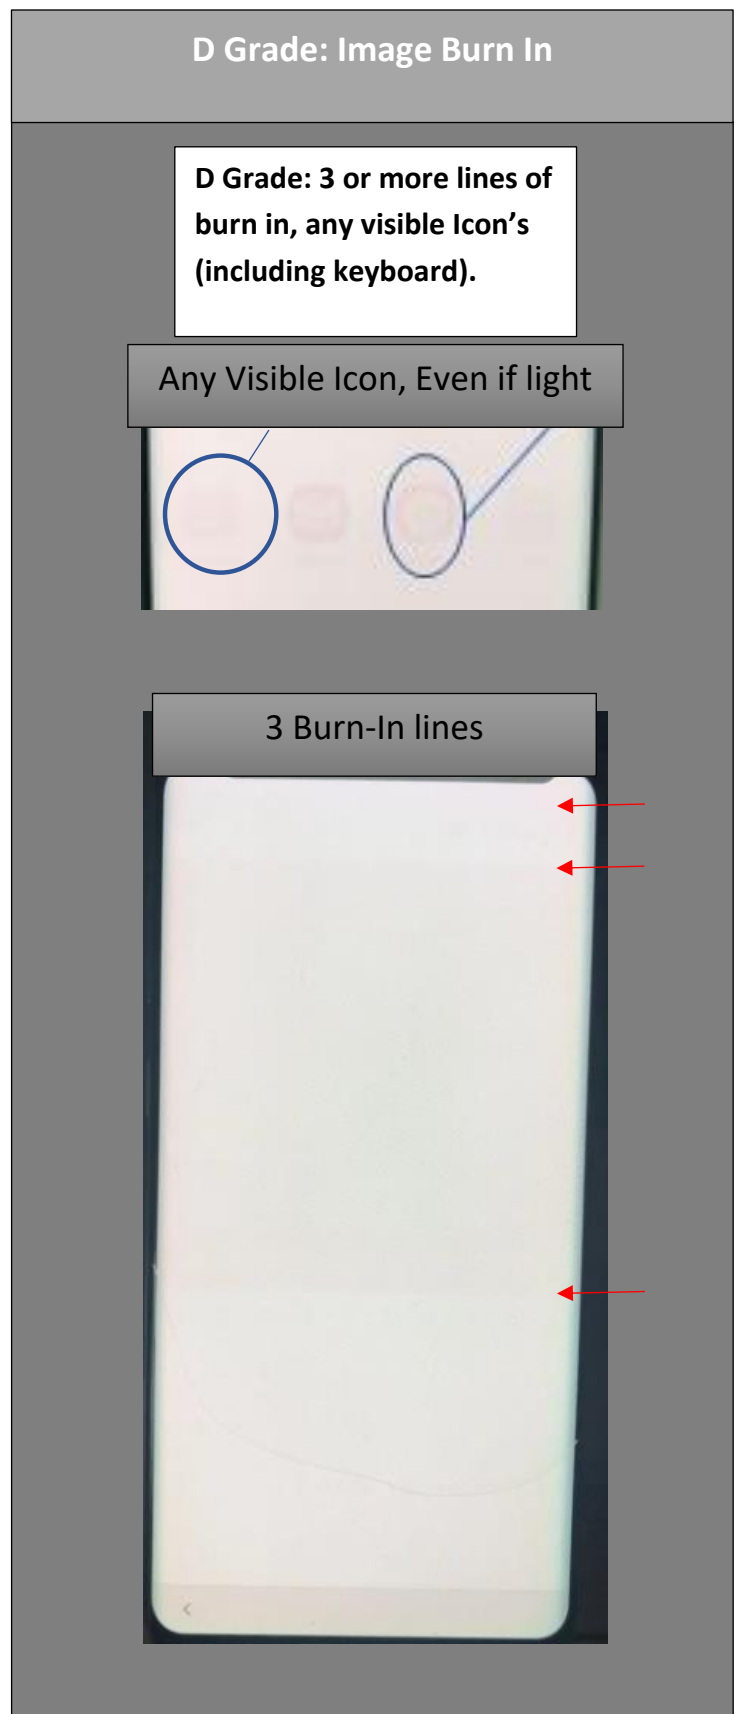 D Grade: Image Burn In
D Grade: 3 or more lines of
burn in, any visible Icon's
(including keyboard).
Any Visible Icon, Even if light
3 Burn-In lines